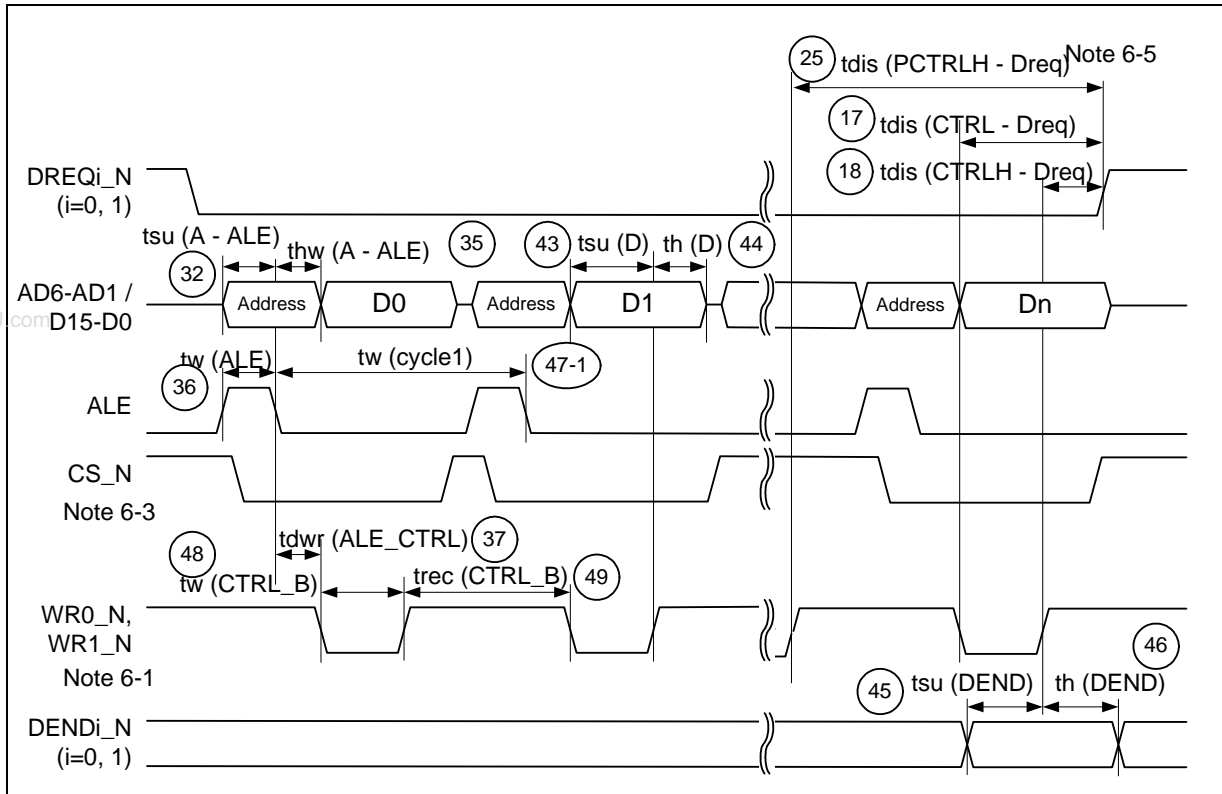 25
tdis (PCTRLH - Dreq)
Note 6-5
17
tdis (CTRL - Dreq)
18
tdis (CTRLH - Dreq)
DREQi_N
(i=0, 1)
tsu (A - ALE)
thw (A - ALE)
35
43
tsu (D)
th (D)
44
32
AD6-AD1 /
D15-D0
Address
D0
Address
D1
Address
Dn
.com
tw (ALE)
tw (cycle1)
47-1
36
ALE
CS_N
Note 6-3
48
tdwr (ALE_CTRL)
37
tw (CTRL_B)
trec (CTRL_B)
49
WR0_N,
WR1_N
Note 6-1
46
45
tsu (DEND)
th (DEND)
DENDi_N
(i=0, 1)